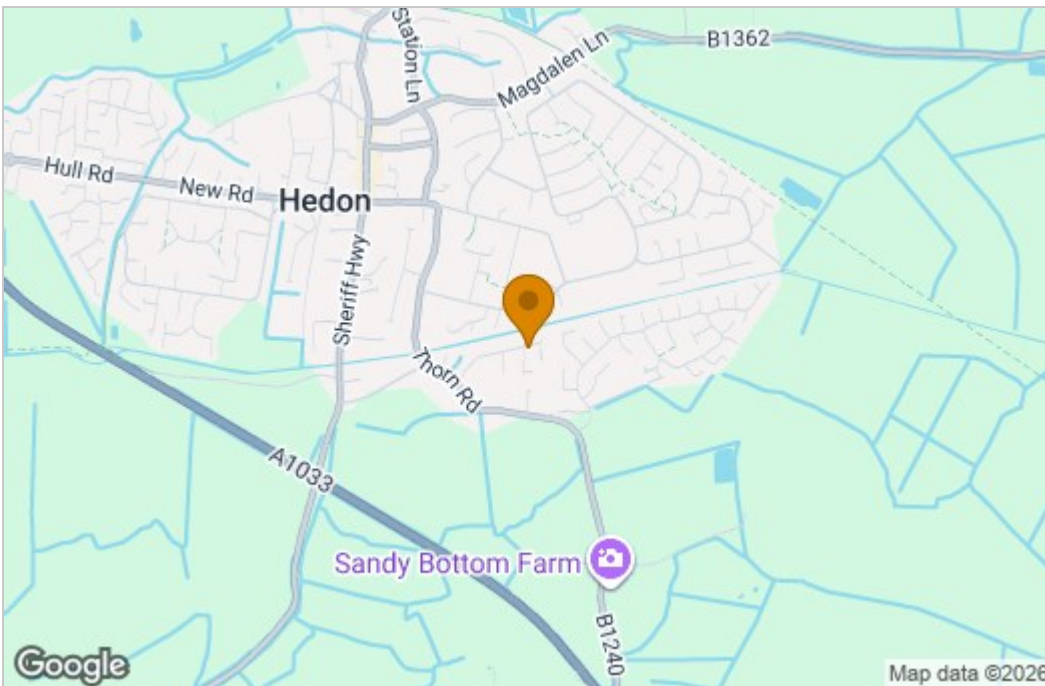 Station Ln
Magdalen Ln
B1362
Hull Rd
New Rd
Hedon
Sheriff Hwy
Thorn Rd
A1033
Sandy Bottom Farm
B1240
Google
Map data ©2026